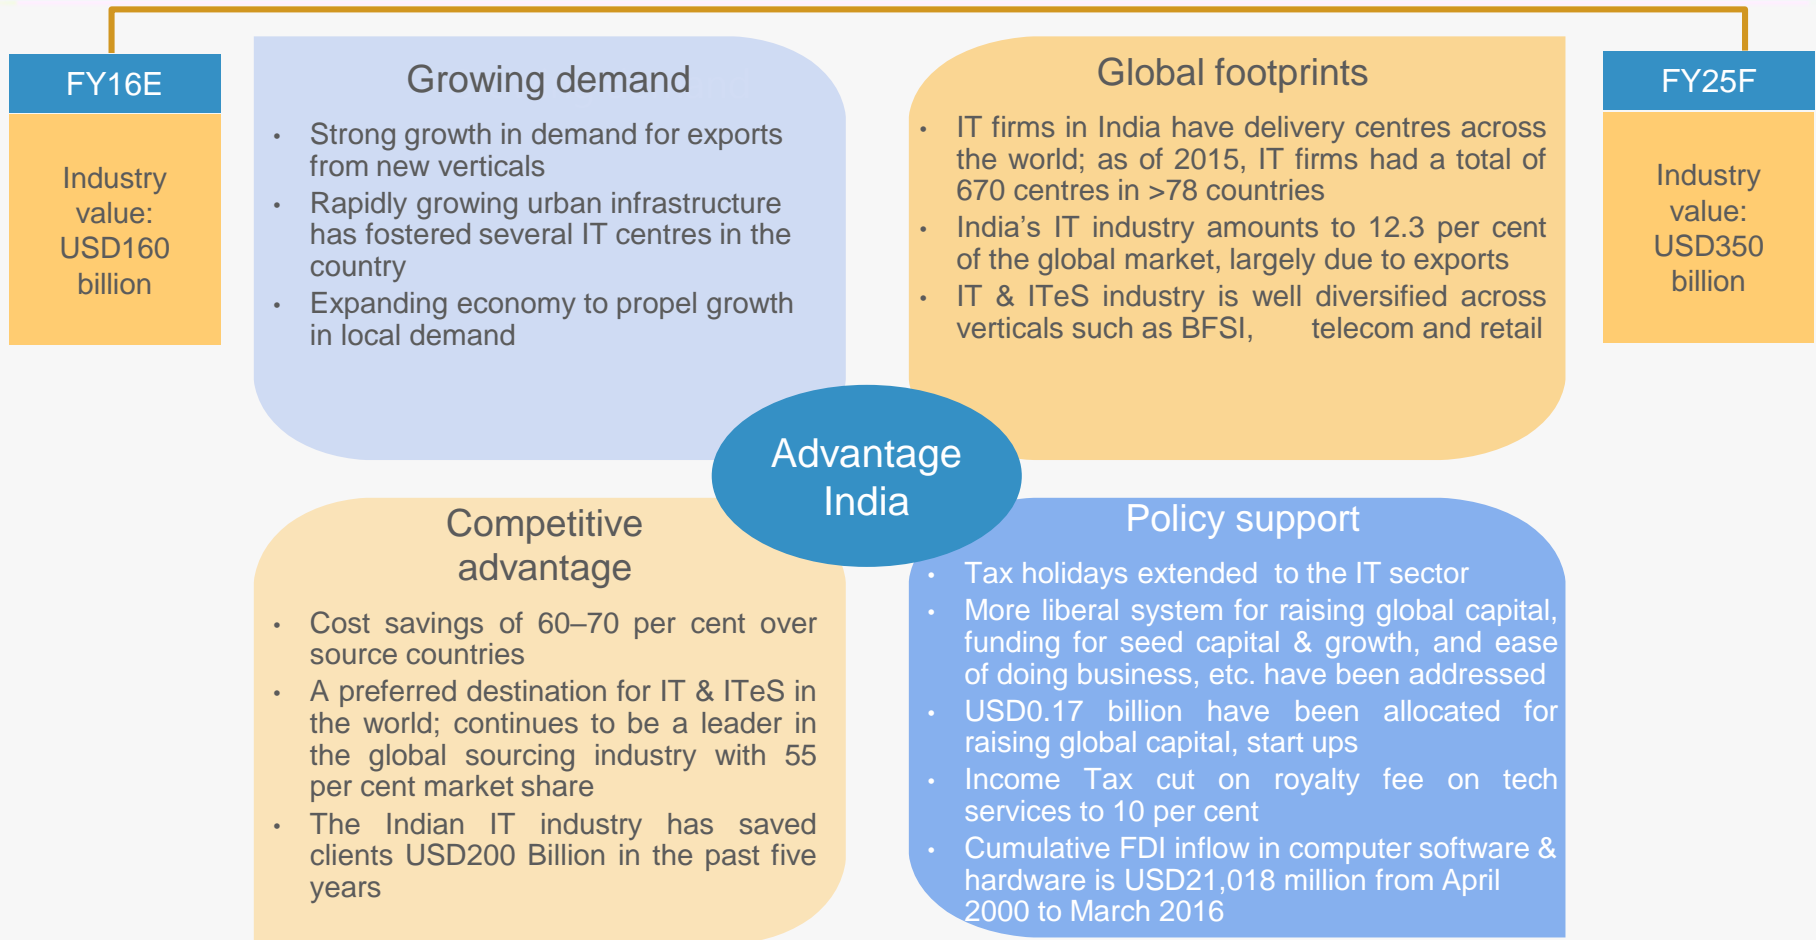 FY16E
Industry
value:
USD160
billion
Growing demand
• Strong growth in demand for exports
from new verticals
• Rapidly growing urban infrastructure
has fostered several IT centres in the
country
• Expanding economy to propel growth
in local demand
Global footprints
• IT firms in India have delivery centres across
the world; as of 2015, IT firms had a total of
670 centres in >78 countries
• India’s IT industry amounts to 12.3 per cent
of the global market, largely due to exports
• IT & ITeS industry is well diversified across
verticals such as BFSI, telecom and retail
FY25F
Industry
value:
USD350
billion
Advantage
India
Competitive
advantage
• Cost savings of 60–70 per cent over
source countries
• A preferred destination for IT & ITeS in
the world; continues to be a leader in
the global sourcing industry with 55
per cent market share
• The Indian IT industry has saved
clients USD200 Billion in the past five
years
Policy support
• Tax holidays extended to the IT sector
• More liberal system for raising global capital,
funding for seed capital & growth, and ease
of doing business, etc. have been addressed
• USD0.17 billion have been allocated for
raising global capital, start ups
• Income Tax cut on royalty fee on tech
services to 10 per cent
• Cumulative FDI inflow in computer software &
hardware is USD21,018 million from April
2000 to March 2016